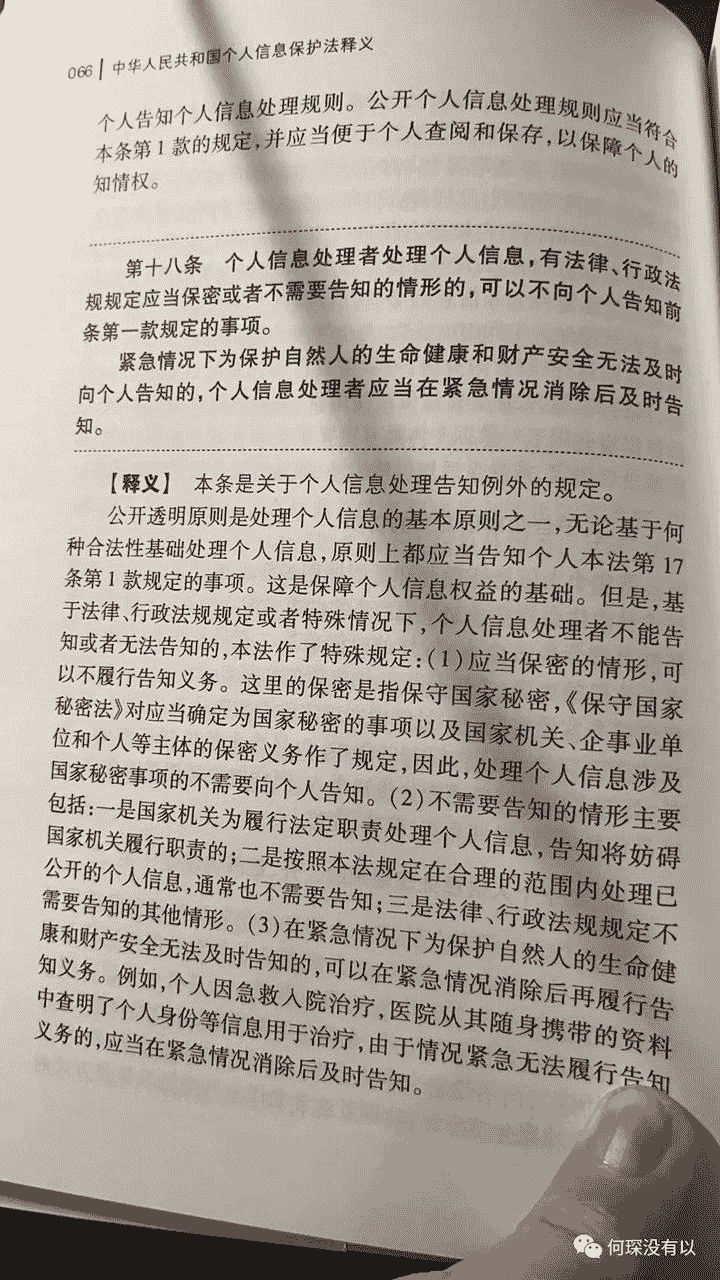 066 | 中华人民共和国个人信息保护法释义
个人告知个人信息处理规则。公开个人信息处理规则应当符合
本条第1款的规定,并应当便于个人查阅和保存,以保障个人的
知情权。
第十八条 个人信息处理者处理个人信息,有法律、行政法
规规定应当保密或者不需要告知的情形的,可以不向个人告知前
条第一款规定的事项。
紧急情况下为保护自然人的生命健康和财产安全无法及时
向个人告知的,个人信息处理者应当在紧急情况消除后及时告
知。
【释义】 本条是关于个人信息处理告知例外的规定。
公开透明原则是处理个人信息的基本原则之一,无论基于何
种合法性基础处理个人信息,原则上都应当告知个人本法第17
条第1款规定的事项。这是保障个人信息权益的基础。但是,基
于法律、行政法规规定或者特殊情况下,个人信息处理者不能告
知或者无法告知的,本法作了特殊规定:(1)应当保密的情形,可
以不履行告知义务。这里的保密是指保守国家秘密,《保守国家
秘密法》对应当确定为国家秘密的事项以及国家机关、企事业单
位和个人等主体的保密义务作了规定,因此,处理个人信息涉及
国家秘密事项的不需要向个人告知。(2)不需要告知的情形主要
包括:一是国家机关为履行法定职责处理个人信息,告知将妨碍
国家机关履行职责的;二是按照本法规定在合理的范围内处理已
公开的个人信息,通常也不需要告知;三是法律、行政法规规定不
需要告知的其他情形。(3)在紧急情况下为保护自然人的生命健
康和财产安全无法及时告知的,可以在紧急情况消除后再履行告
知义务。例如,个人因急救入院治疗,医院从其随身携带的资料
中查明了个人身份等信息用于治疗,由于情况紧急无法履行告知
义务的,应当在紧急情况消除后及时告知。
何琛没有以